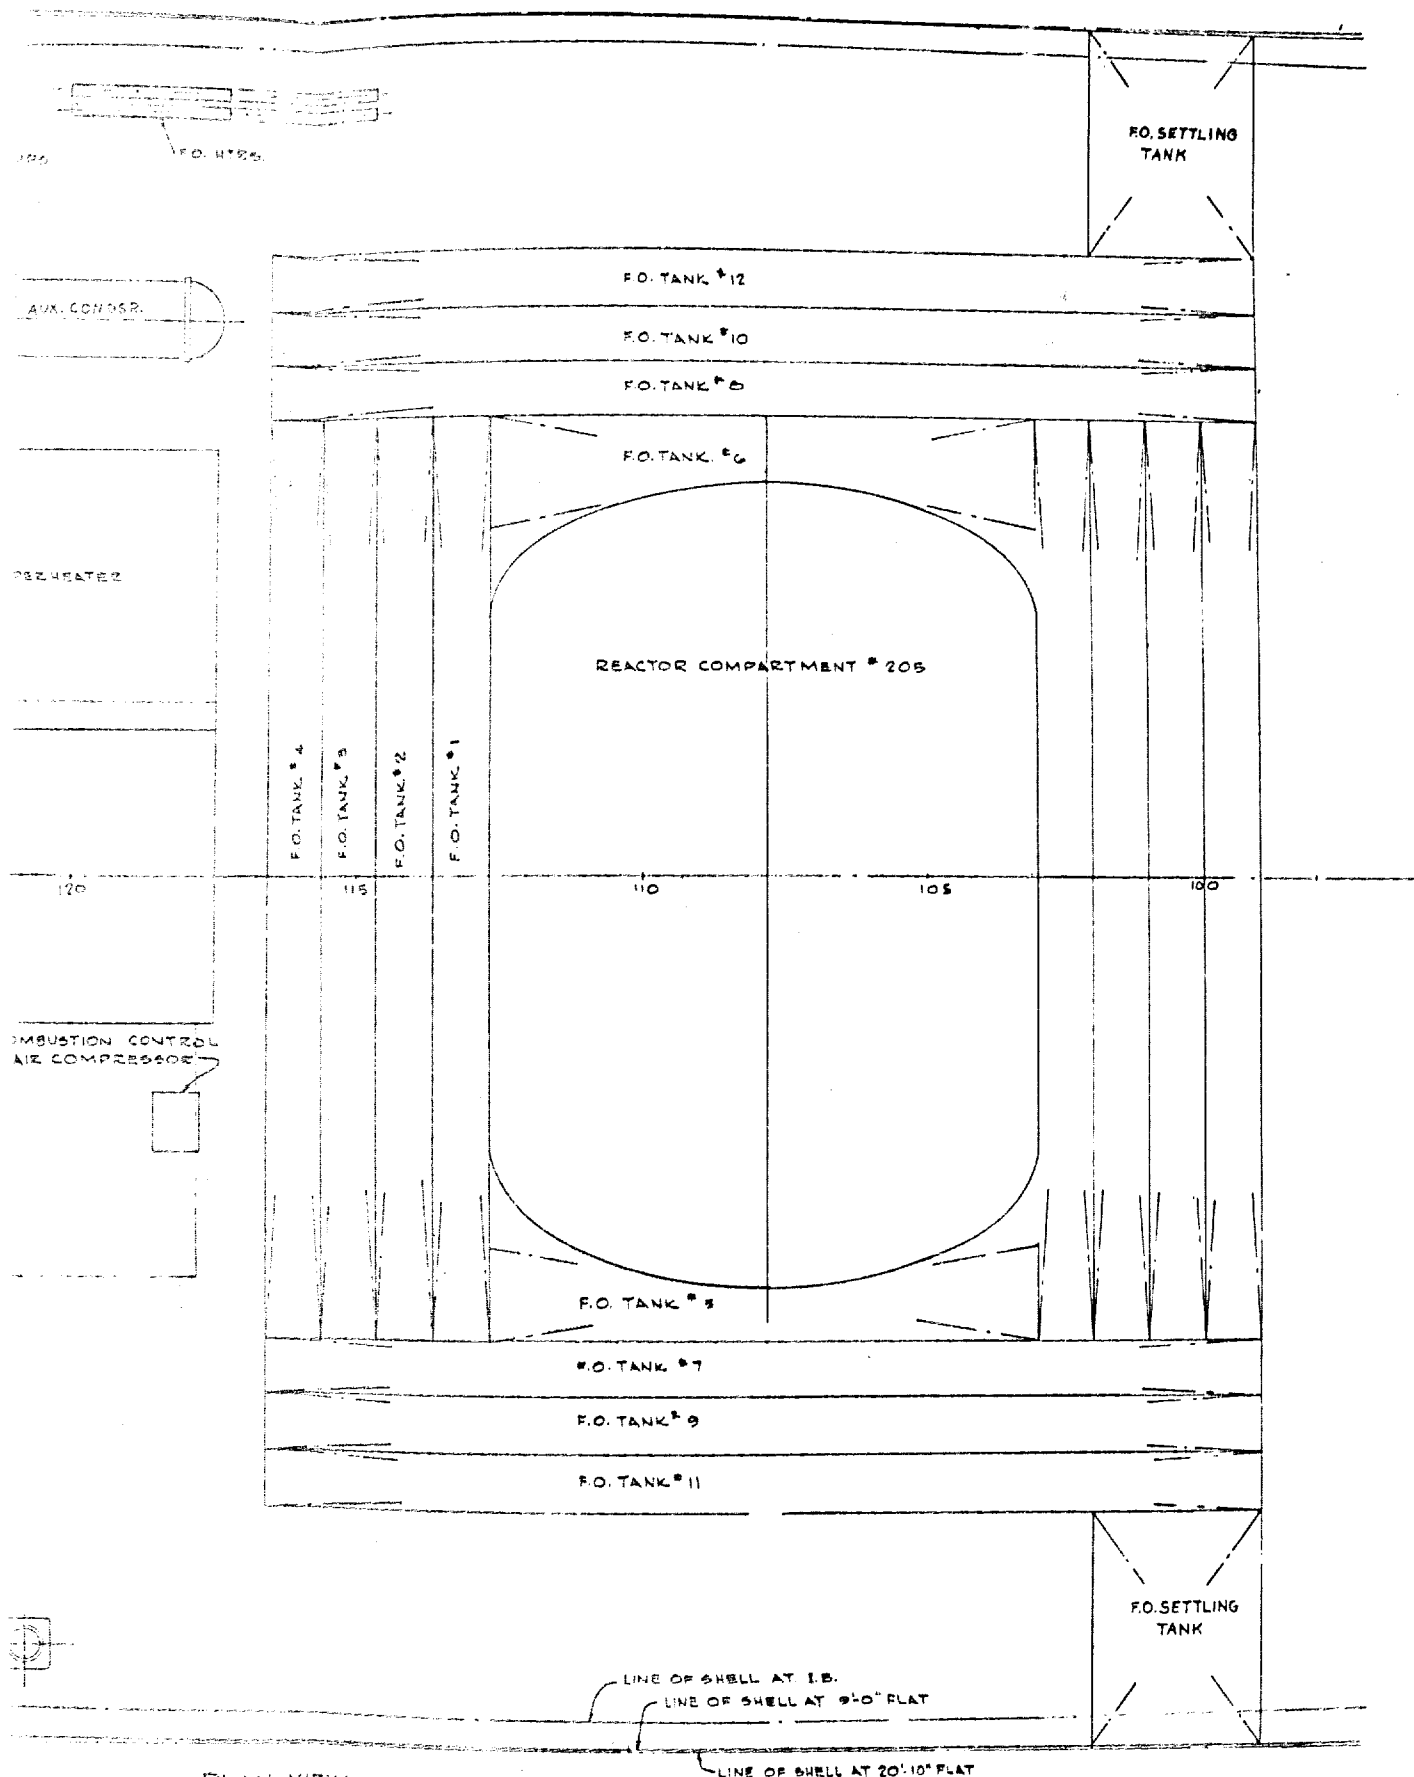 F.O. SETTLING
TANK
F.O. HTRS.
F.O. TANK #12
AUX. CONDSR.
F.O. TANK #10
F.O. TANK #8
F.O. TANK #6
PERHEATER
REACTOR COMPARTMENT #205
F.O. TANK #4
F.O. TANK #3
F.O. TANK #2
F.O. TANK #1
120
115
110
105
100
OMBUSTION CONTROL
AIR COMPRESSOR
F.O. TANK #5
F.O. TANK #7
F.O. TANK #9
F.O. TANK #11
F.O. SETTLING
TANK
LINE OF SHELL AT I.B.
LINE OF SHELL AT 9'-0" FLAT
LINE OF SHELL AT 20'-10" FLAT